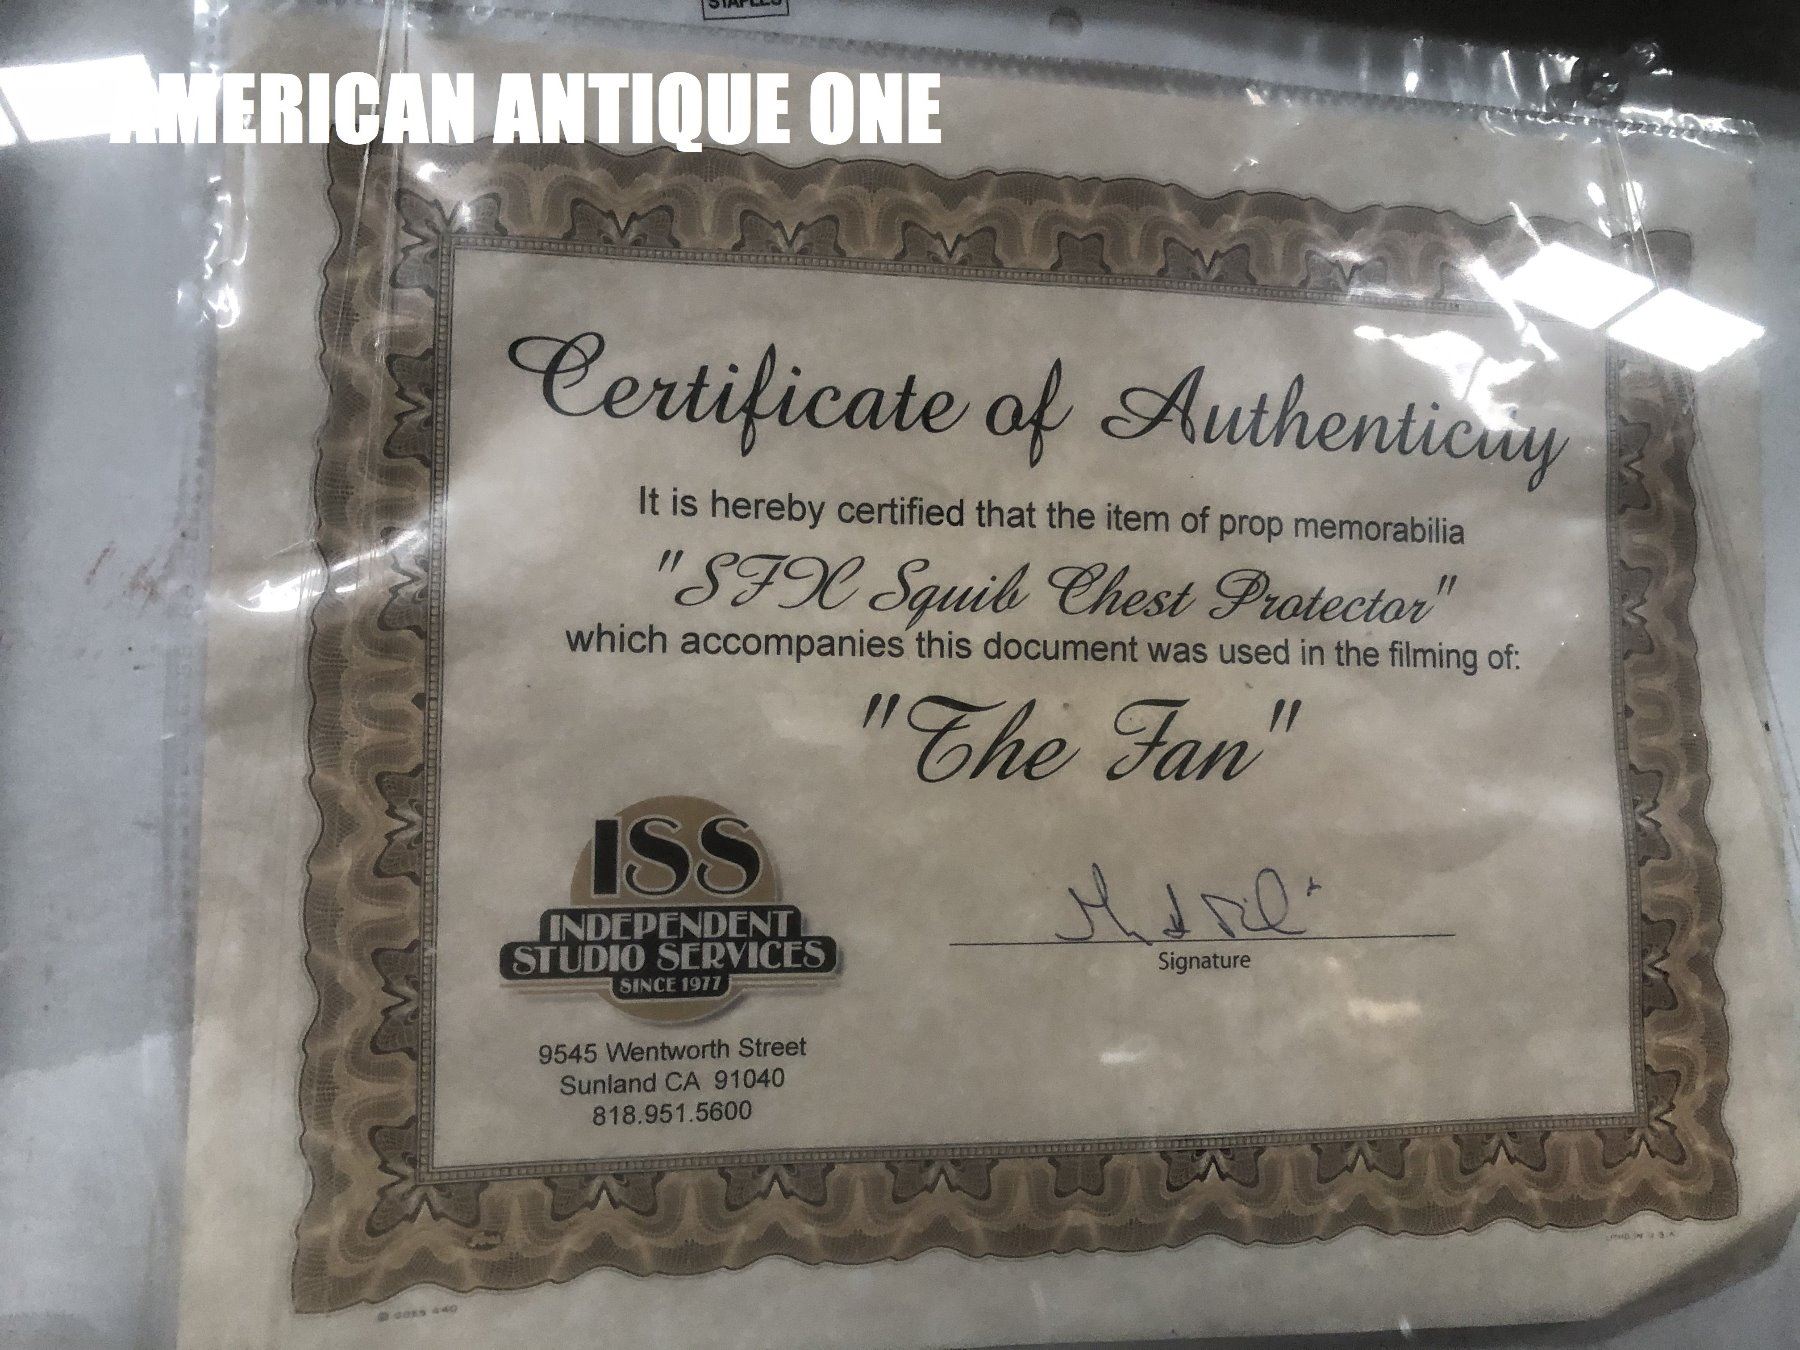 STAPLES
AMERICAN ANTIQUE ONE
Certificate of Authenticity
It is hereby certified that the item of prop memorabilia
"SFX Squib Chest Protector"
which accompanies this document was used in the filming of:
"The Fan"
ISS
INDEPENDENT
STUDIO SERVICES
SINCE 1977
Signature
9545 Wentworth Street
Sunland CA 91040
818.951.5600